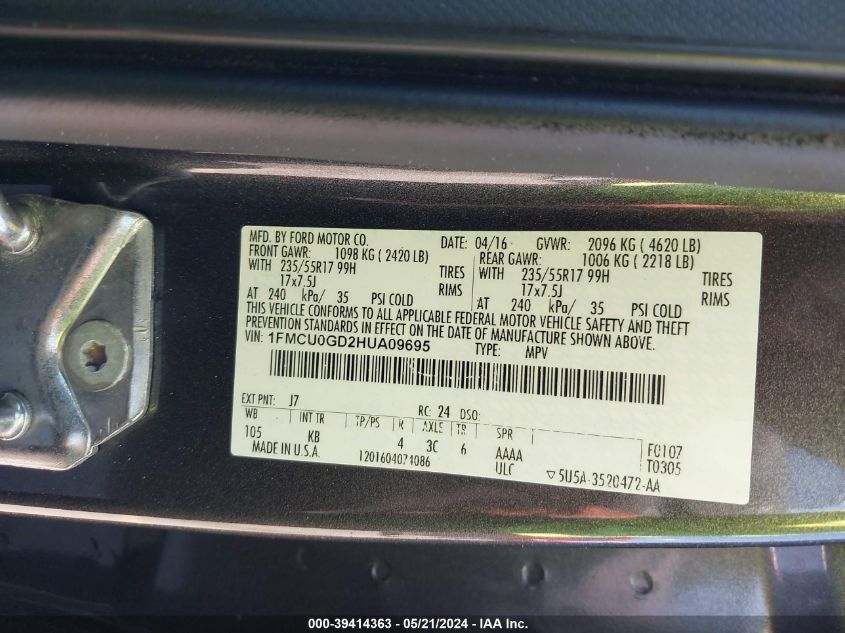 MFD. BY FORD MOTOR CO. DATE: 04/16 GVWR: 2096 KG ( 4620 LB)
FRONT GAWR: 1098 KG ( 2420 LB) REAR GAWR: 1006 KG ( 2218 LB)
WITH 235/55R17 99H TIRES WITH 235/55R17 99H TIRES
17x7.5J RIMS 17x7.5J RIMS
AT 240 kPa/ 35 PSI COLD AT 240 kPa/ 35 PSI COLD
THIS VEHICLE CONFORMS TO ALL APPLICABLE FEDERAL MOTOR VEHICLE SAFETY AND THEFT
PREVENTION STANDARDS IN EFFECT ON THE DATE OF MANUFACTURE SHOWN ABOVE.
VIN: 1FMCU0GD2HUA09695 TYPE: MPV
EXT PNT: J7 RC: 24 DSO:
WB INT TR TP/PS R AXLE TR SPR
105 KB 4 3C 6 AAAA F0107
MADE IN U.S.A. ULC T0305
▽5U5A-3520472-AA
000-39414363 — 05/21/2024 — IAA Inc.